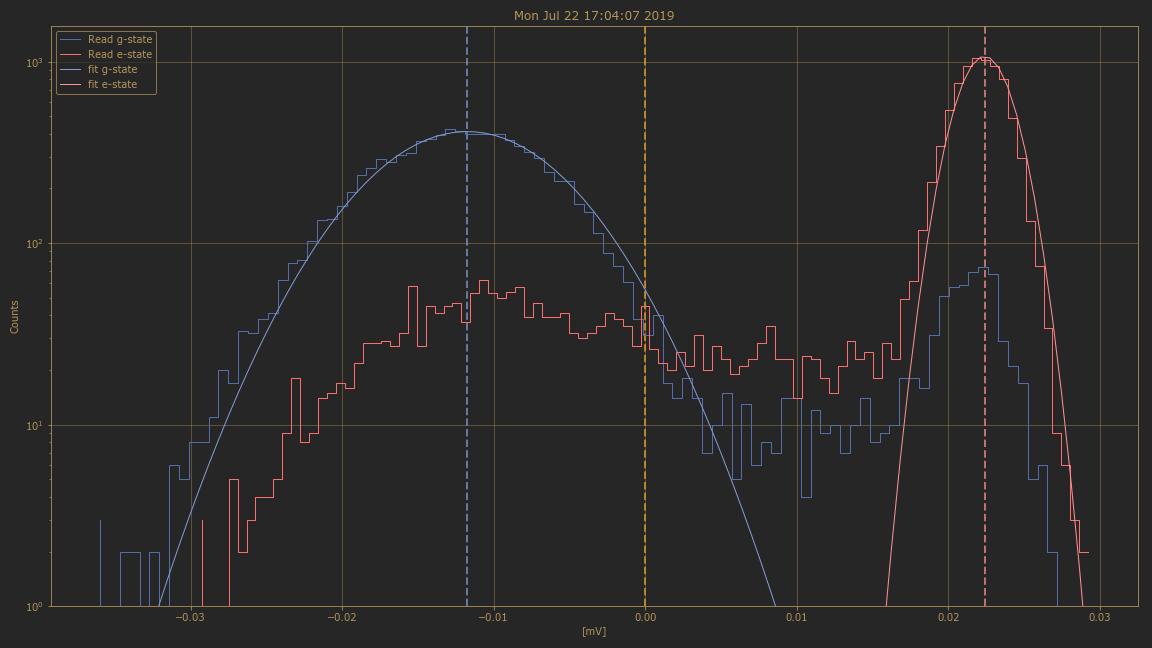 Mon Jul 22 17:04:07 2019
Read g-state
Read e-state
fit g-state
fit e-state
10³
10²
10¹
10⁰
Counts
−0.03 −0.02 −0.01 0.00 0.01 0.02 0.03
[mV]